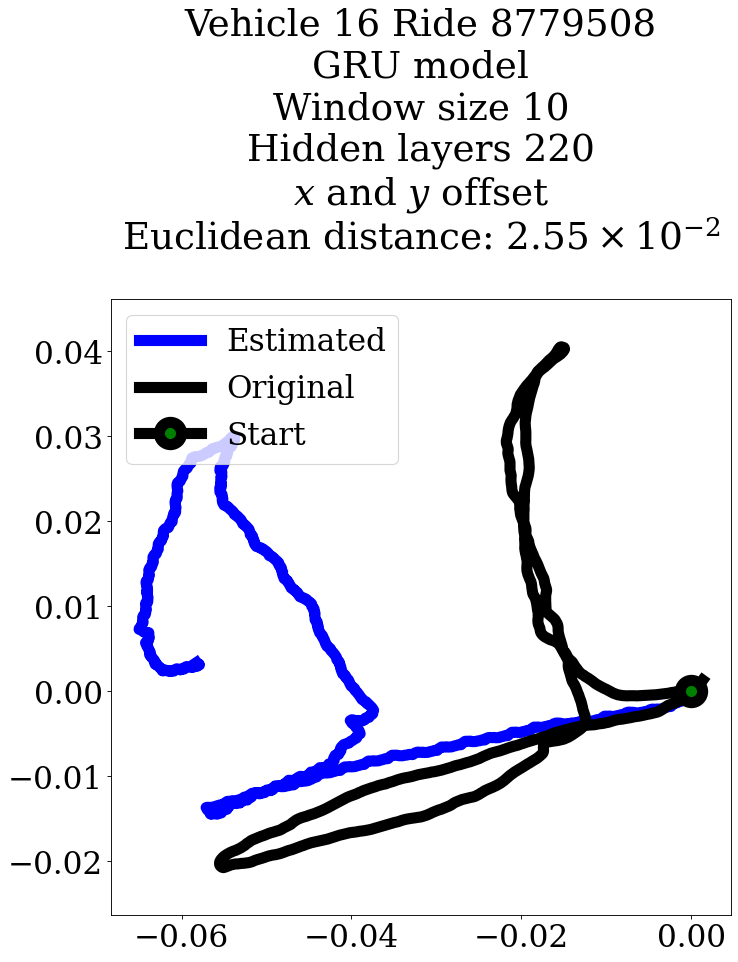 Vehicle 16 Ride 8779508
GRU model
Window size 10
Hidden layers 220
x and y offset
Euclidean distance: 2.55 × 10⁻²
Estimated
Original
Start
0.04
0.03
0.02
0.01
0.00
−0.01
−0.02
−0.06 −0.04 −0.02 0.00